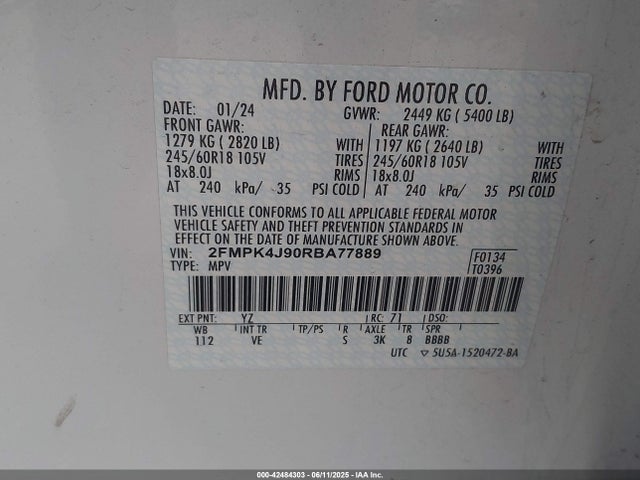 MFD. BY FORD MOTOR CO.
DATE: 01/24 GVWR: 2449 KG ( 5400 LB)
FRONT GAWR: REAR GAWR:
1279 KG ( 2820 LB) WITH 1197 KG ( 2640 LB) WITH
245/60R18 105V TIRES 245/60R18 105V TIRES
18x8.0J RIMS 18x8.0J RIMS
AT 240 kPa/ 35 PSI COLD AT 240 kPa/ 35 PSI COLD
THIS VEHICLE CONFORMS TO ALL APPLICABLE FEDERAL MOTOR
VEHICLE SAFETY AND THEFT PREVENTION STANDARDS IN
EFFECT ON THE DATE OF MANUFACTURE SHOWN ABOVE.
VIN: 2FMPK4J90RBA77889 F0134
TYPE: MPV T0396
EXT PNT: YZ RC: 71 DSO:
WB INT TR TP/PS R AXLE TR SPR
112 VE S 3K 8 BBBB
UTC ▽ 5U5A-1520472-BA
000-42484303 - 06/11/2025 - IAA Inc.